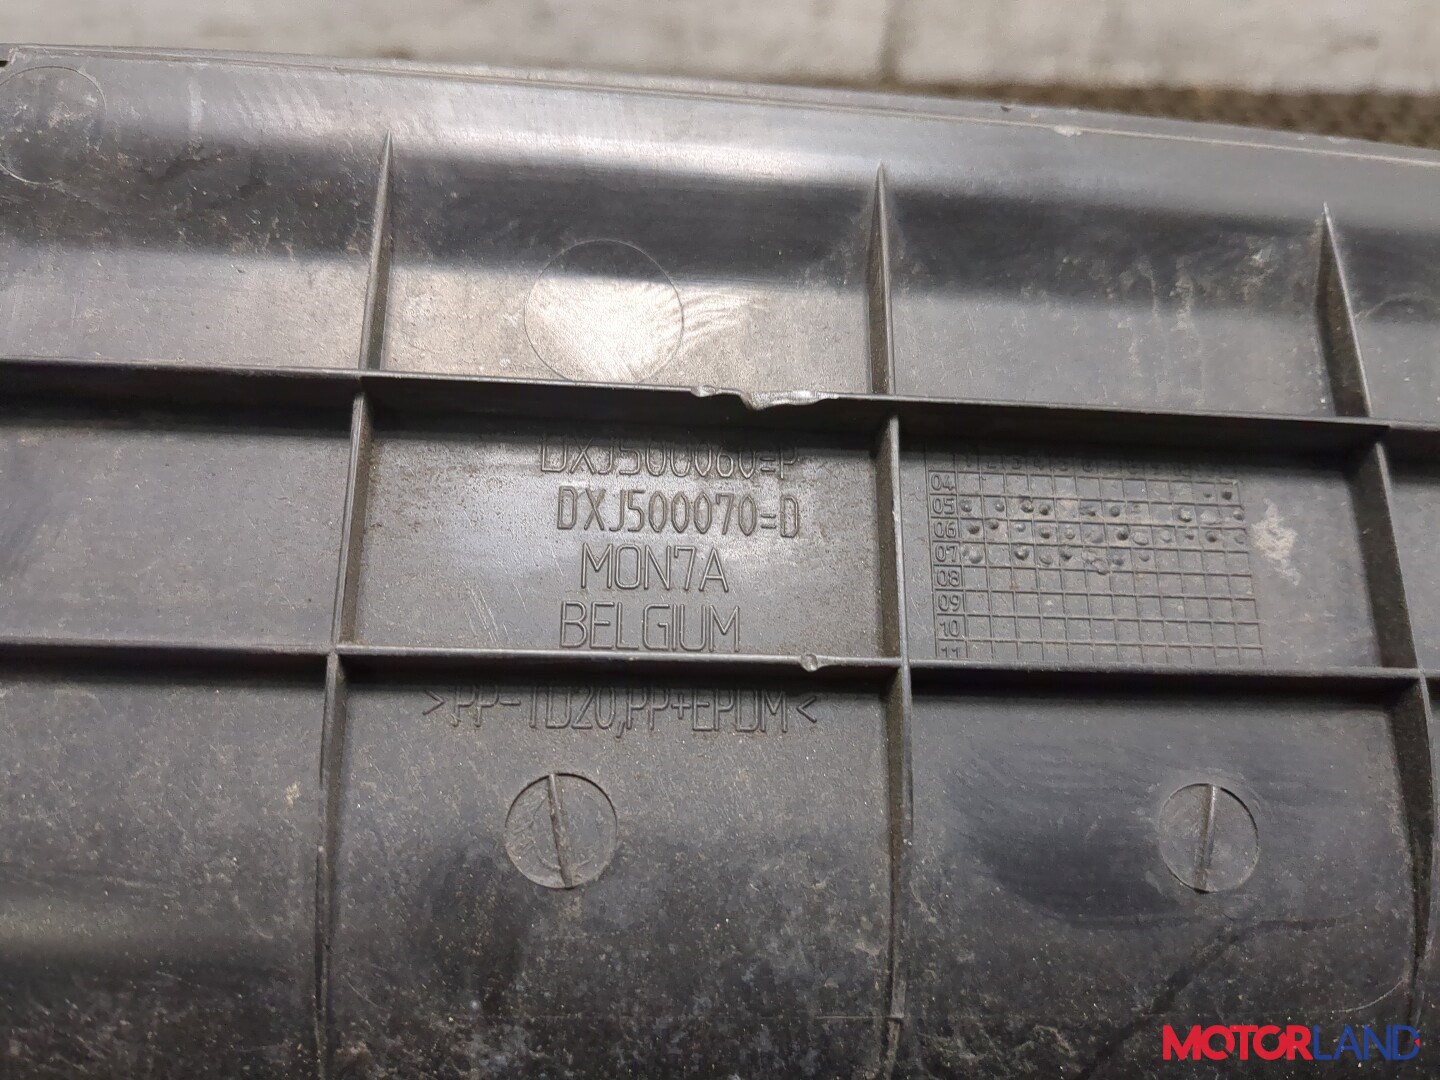 DXJ500060=P
DXJ500070=D
MON7A
BELGIUM
>PP-TD20,PP+EPDM<
04
05
06
07
08
09
10
11
MOTORLAND